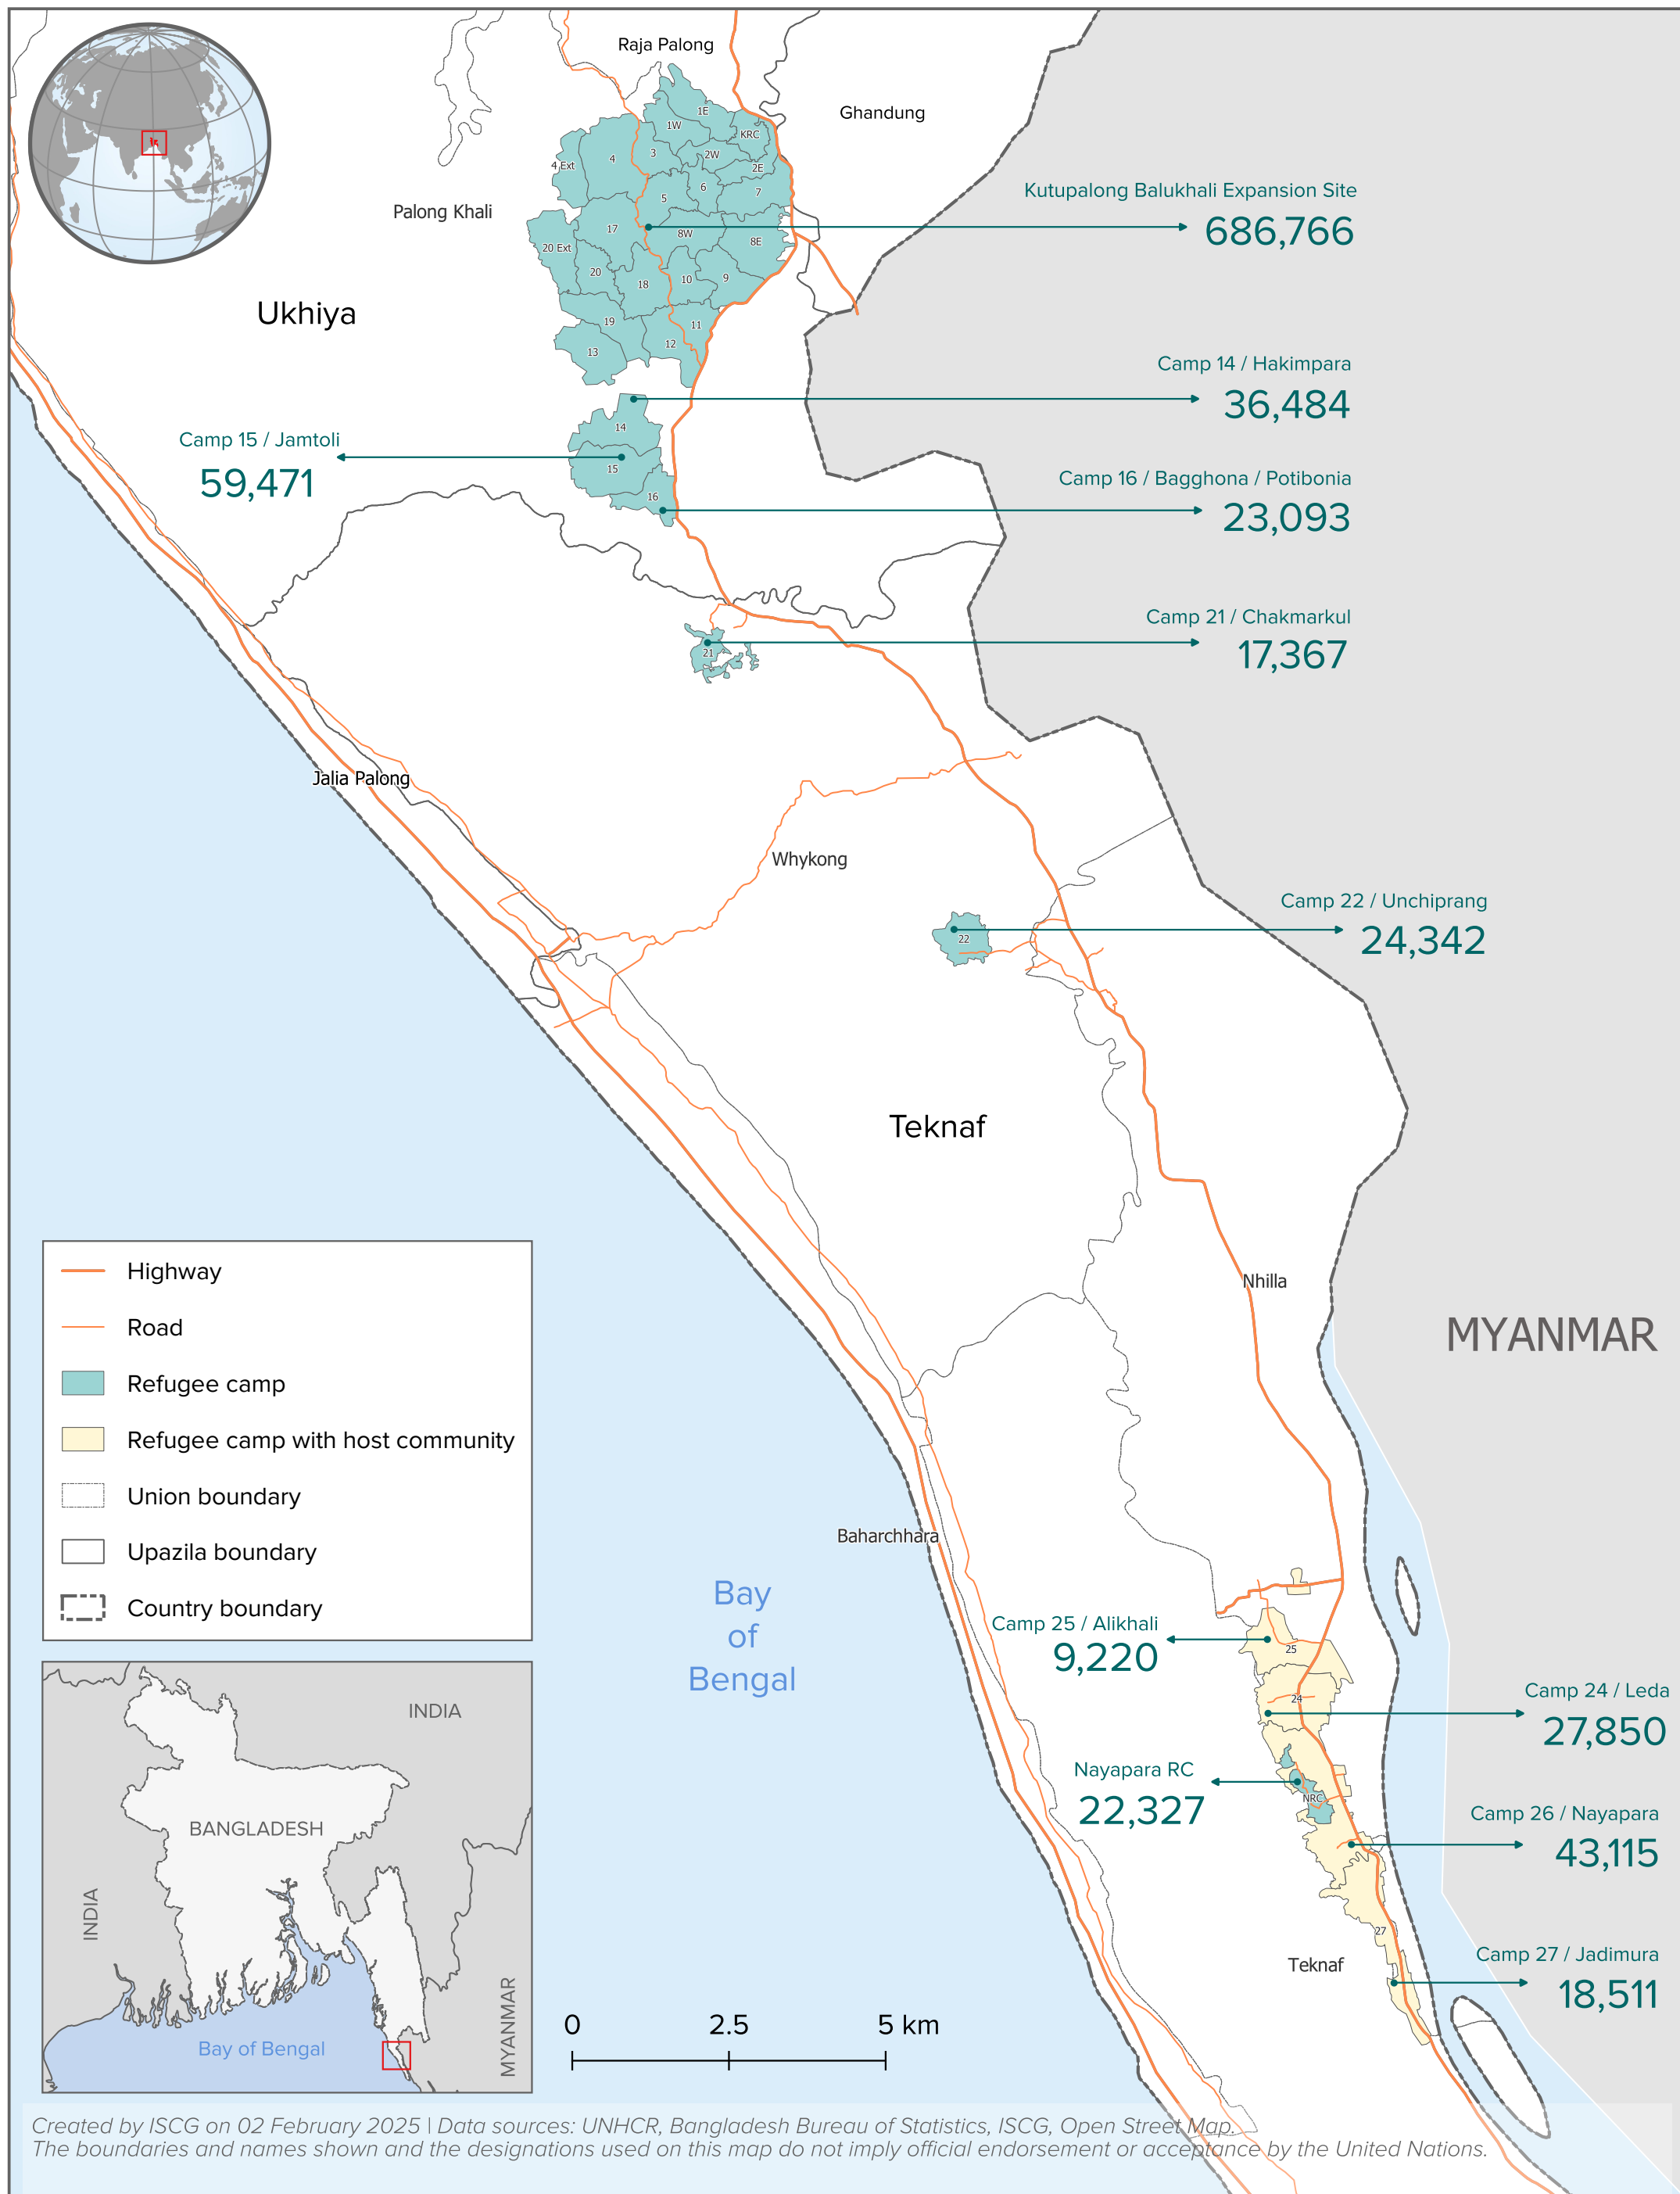 Raja Palong
Ghandung
1E
1W
KRC
3
2W
4
4 Ext
2E
6
7
5
Palong Khali
Kutupalong Balukhali Expansion Site
686,766
17
8W
8E
20 Ext
20
10
9
18
Ukhiya
19
11
12
13
Camp 14 / Hakimpara
36,484
14
Camp 15 / Jamtoli
59,471
15
Camp 16 / Bagghona / Potibonia
23,093
16
Camp 21 / Chakmarkul
17,367
21
Jalia Palong
Whykong
Camp 22 / Unchiprang
24,342
22
Teknaf
Nhilla
MYANMAR
Highway
Road
Refugee camp
Refugee camp with host community
Union boundary
Upazila boundary
Country boundary
Baharchhara
Bay
of
Bengal
Camp 25 / Alikhali
9,220
25
Camp 24 / Leda
27,850
24
Nayapara RC
22,327
NRC
Camp 26 / Nayapara
43,115
27
Camp 27 / Jadimura
18,511
Teknaf
INDIA
BANGLADESH
INDIA
MYANMAR
Bay of Bengal
0 2.5 5 km
Created by ISCG on 02 February 2025 | Data sources: UNHCR, Bangladesh Bureau of Statistics, ISCG, Open Street Map.
The boundaries and names shown and the designations used on this map do not imply official endorsement or acceptance by the United Nations.